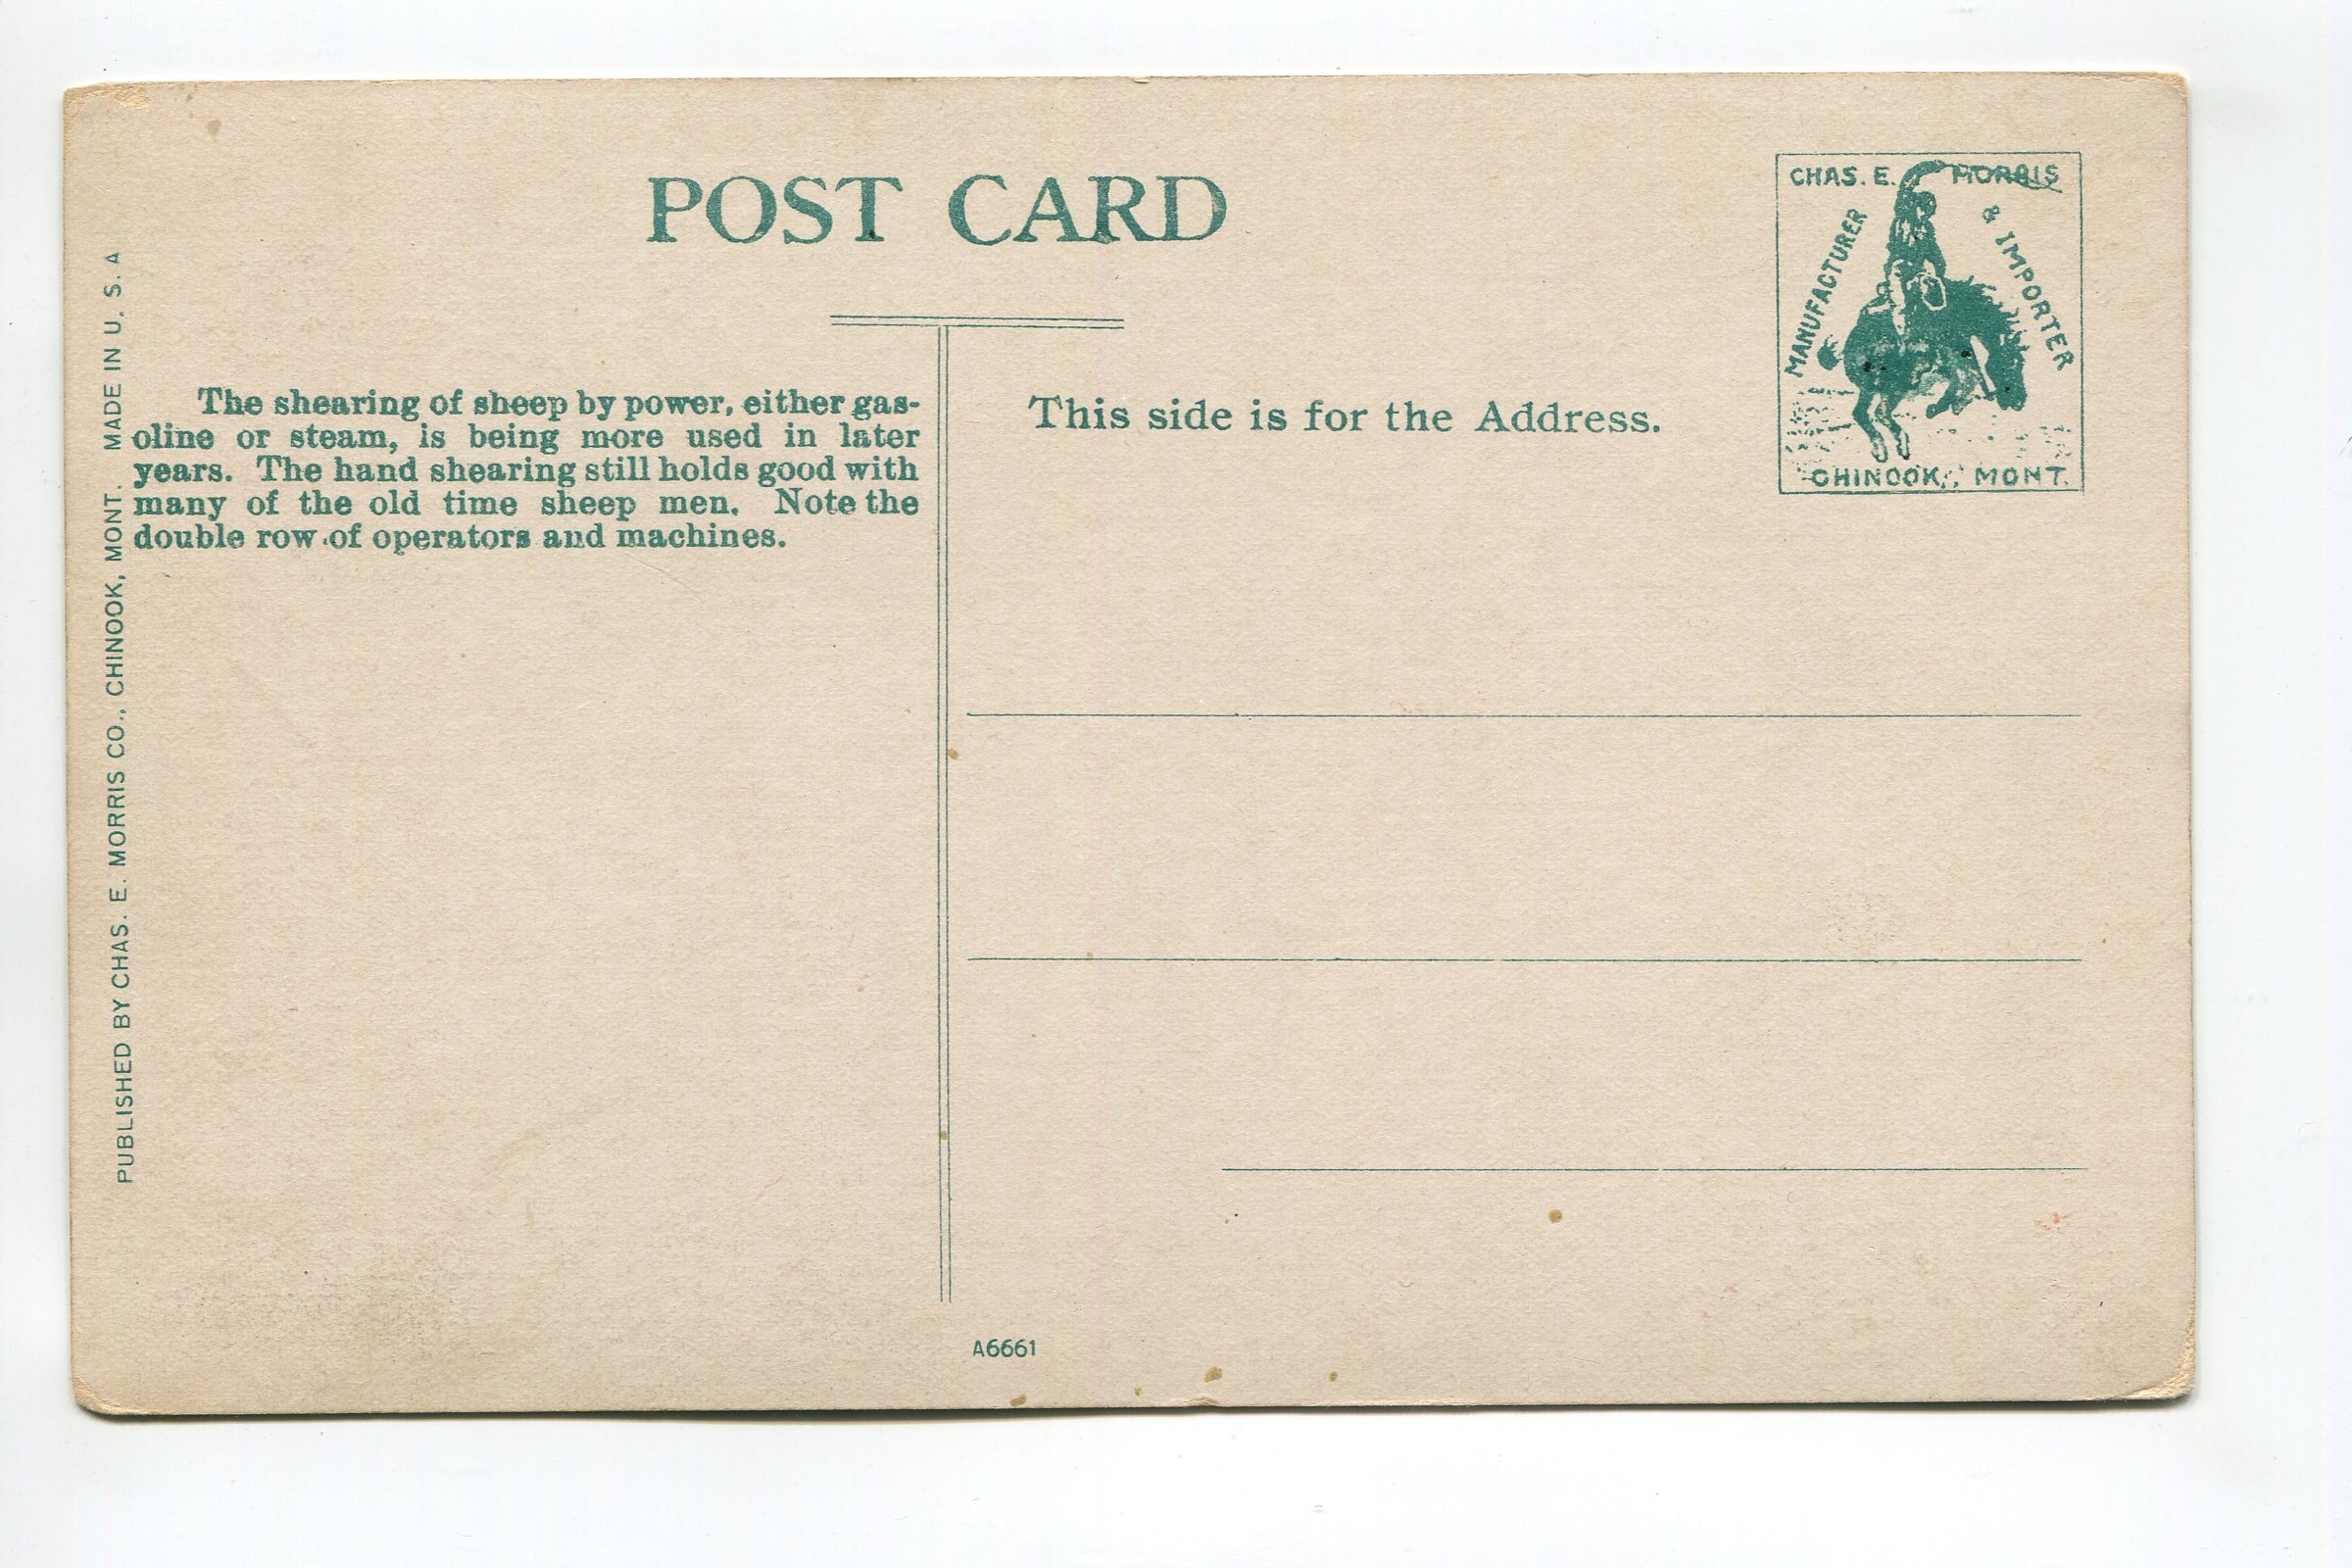 POST CARD
CHAS. E. MORRIS
MANUFACTURER
& IMPORTER
CHINOOK, MONT.
PUBLISHED BY CHAS. E. MORRIS CO., CHINOOK, MONT. MADE IN U. S. A
The shearing of sheep by power, either gas-
oline or steam, is being more used in later
years. The hand shearing still holds good with
many of the old time sheep men. Note the
double row of operators and machines.
This side is for the Address.
A6661